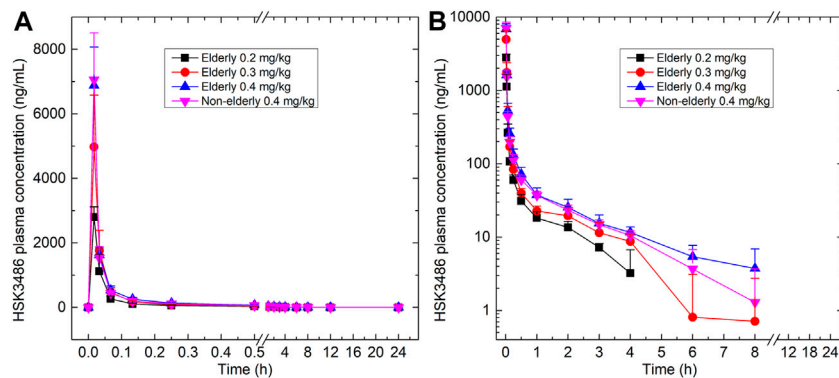 A
HSK3486 plasma concentration (ng/mL)
8000
6000
4000
2000
0
Elderly 0.2 mg/kg
Elderly 0.3 mg/kg
Elderly 0.4 mg/kg
Non-elderly 0.4 mg/kg
0.0 0.1 0.2 0.3 0.4 0.5 4 8 12 16 20 24
Time (h)
B
HSK3486 plasma concentration (ng/mL)
10000
1000
100
10
1
Elderly 0.2 mg/kg
Elderly 0.3 mg/kg
Elderly 0.4 mg/kg
Non-elderly 0.4 mg/kg
0 1 2 3 4 5 6 7 8 12 18 24
Time (h)